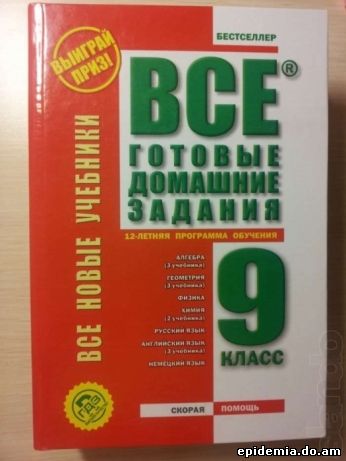 БЕСТСЕЛЛЕР
ВЫИГРАЙ
ПРИЗ!
ВСЕ®
ГОТОВЫЕ
ДОМАШНИЕ
ЗАДАНИЯ
12-ЛЕТНЯЯ ПРОГРАММА ОБУЧЕНИЯ
ВСЕ НОВЫЕ УЧЕБНИКИ
АЛГЕБРА
(3 учебника)
ГЕОМЕТРИЯ
(3 учебника)
ФИЗИКА
ХИМИЯ
(2 учебника)
РУССКИЙ ЯЗЫК
АНГЛИЙСКИЙ ЯЗЫК
(3 учебника)
НЕМЕЦКИЙ ЯЗЫК
9
КЛАСС
ГДЗ
СКОРАЯ ПОМОЩЬ
epidemia.do.am